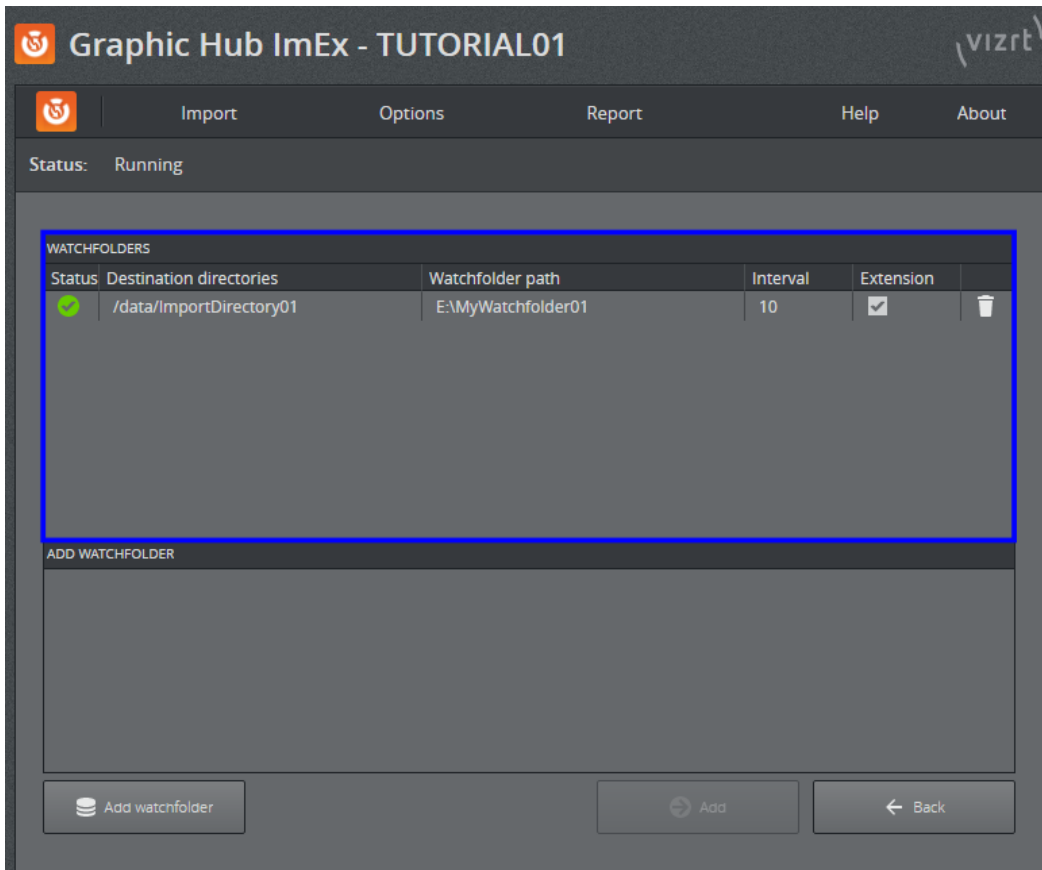 Graphic Hub ImEx - TUTORIAL01
vizrt
Import Options Report Help About
Status: Running
WATCHFOLDERS
Status Destination directories Watchfolder path Interval Extension
/data/ImportDirectory01 E:\MyWatchfolder01 10
ADD WATCHFOLDER
Add watchfolder Add Back